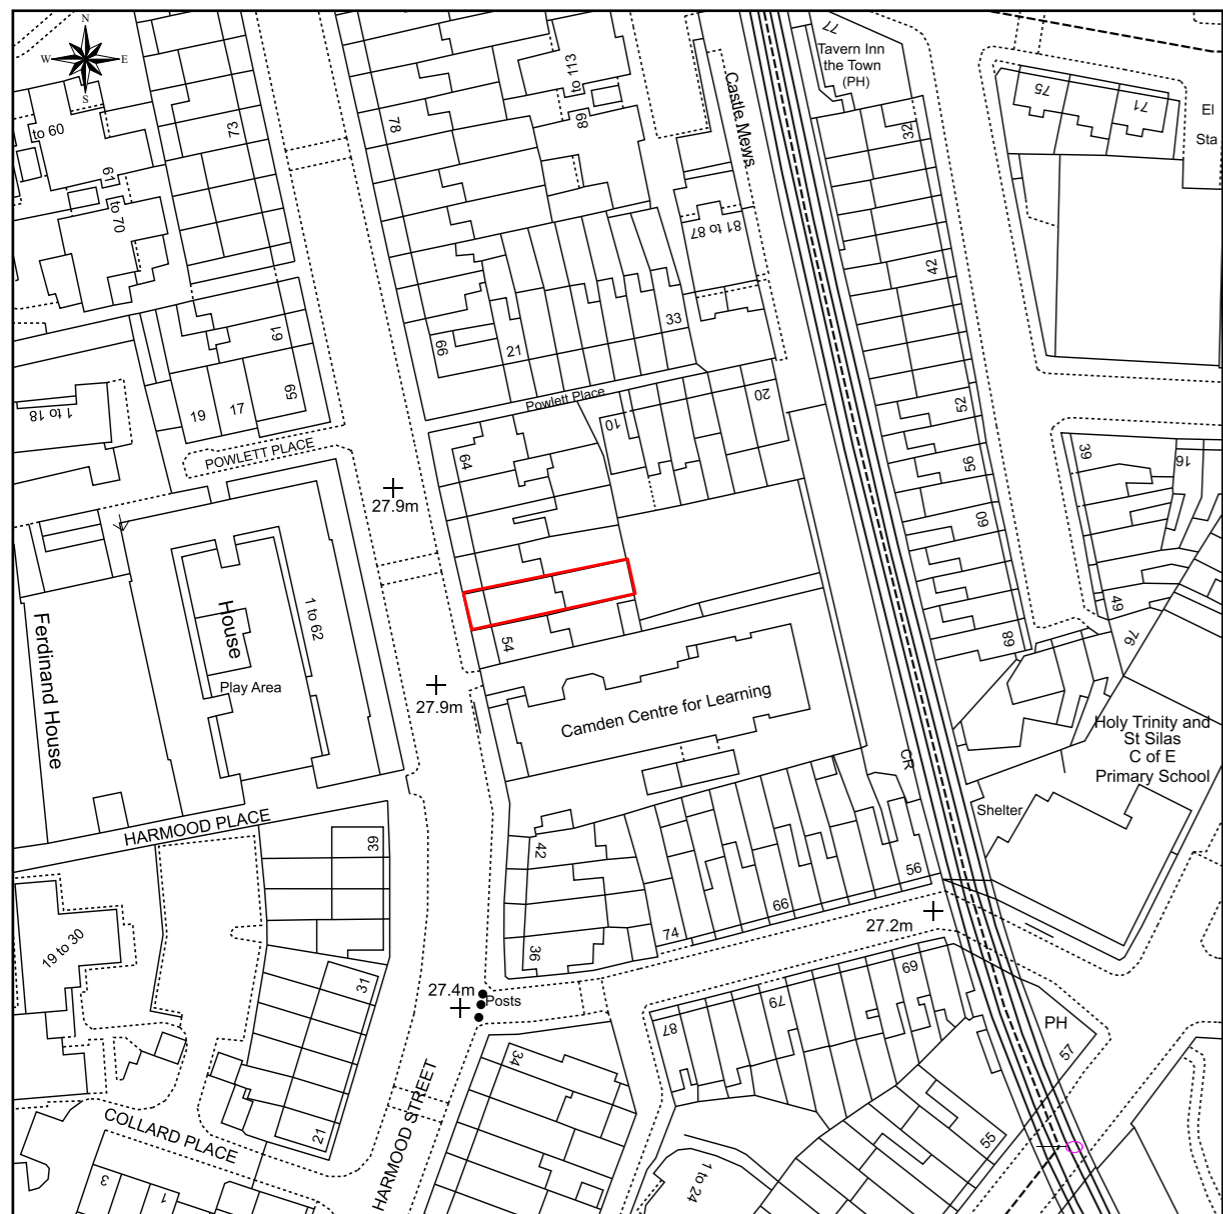 N
W E
S
77
Tavern Inn
the Town
(PH)
to 60
61
to 70
73
78
68
to 113
Castle Mews
32
75
71
El
Sta
81 to 87
42
61
59
19
17
66
21
33
1 to 18
POWLETT PLACE
Powlett Place
10
20
52
64
56
39
16
27.9m
60
House
1 to 62
Play Area
Ferdinand House
54
68
49
76
27.9m
Camden Centre for Learning
Holy Trinity and
St Silas
C of E
Primary School
CR
Shelter
HARMOOD PLACE
39
42
56
66
74
36
27.2m
19 to 30
31
27.4m
Posts
69
79
87
PH
57
34
HARMOOD STREET
COLLARD PLACE
21
3
1
55
1 to 24